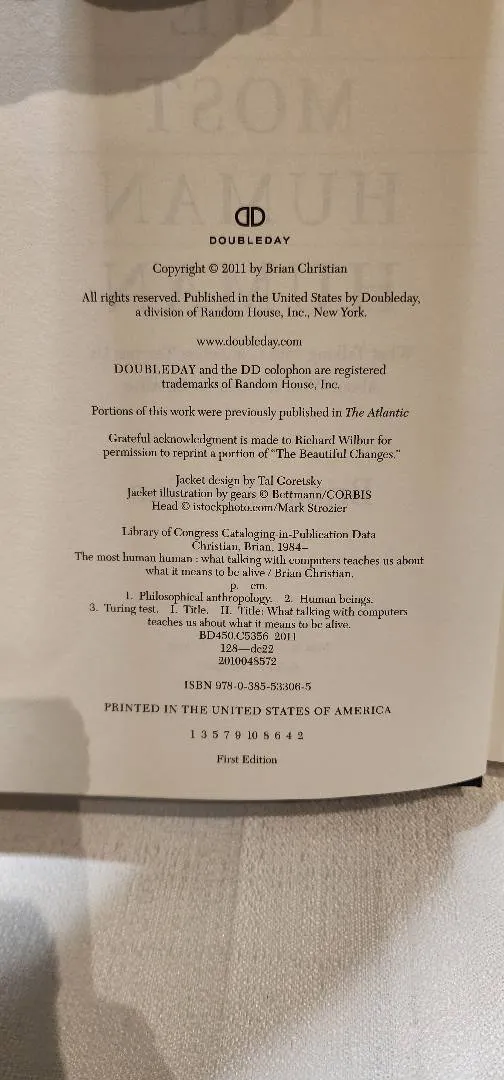 DOUBLEDAY
Copyright © 2011 by Brian Christian
All rights reserved. Published in the United States by Doubleday,
a division of Random House, Inc., New York.
www.doubleday.com
DOUBLEDAY and the DD colophon are registered
trademarks of Random House, Inc.
Portions of this work were previously published in The Atlantic
Grateful acknowledgment is made to Richard Wilbur for
permission to reprint a portion of “The Beautiful Changes.”
Jacket design by Tal Goretsky
Jacket illustration by gears © Bettmann/CORBIS
Head © istockphoto.com/Mark Strozier
Library of Congress Cataloging-in-Publication Data
Christian, Brian, 1984–
The most human human : what talking with computers teaches us about
what it means to be alive / Brian Christian.
p. cm.
1. Philosophical anthropology. 2. Human beings.
3. Turing test. I. Title. II. Title: What talking with computers
teaches us about what it means to be alive.
BD450.C5356 2011
128—dc22
2010048572
ISBN 978-0-385-53306-5
PRINTED IN THE UNITED STATES OF AMERICA
1 3 5 7 9 10 8 6 4 2
First Edition